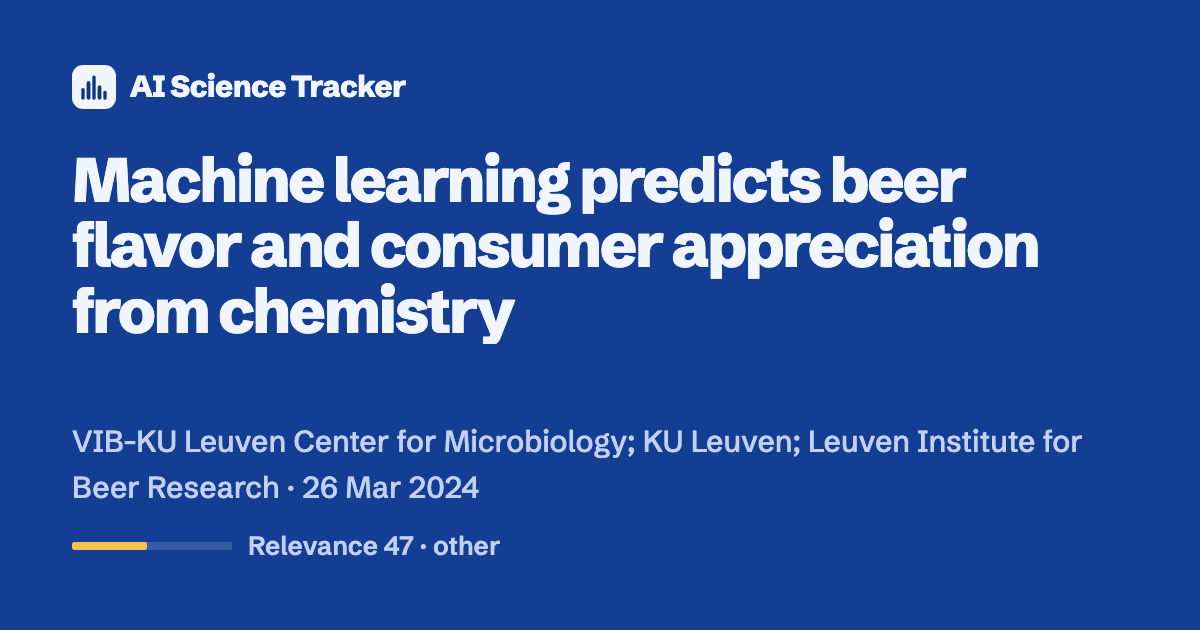 AI Science Tracker
Machine learning predicts beer
flavor and consumer appreciation
from chemistry
VIB-KU Leuven Center for Microbiology; KU Leuven; Leuven Institute for
Beer Research · 26 Mar 2024
Relevance 47 · other